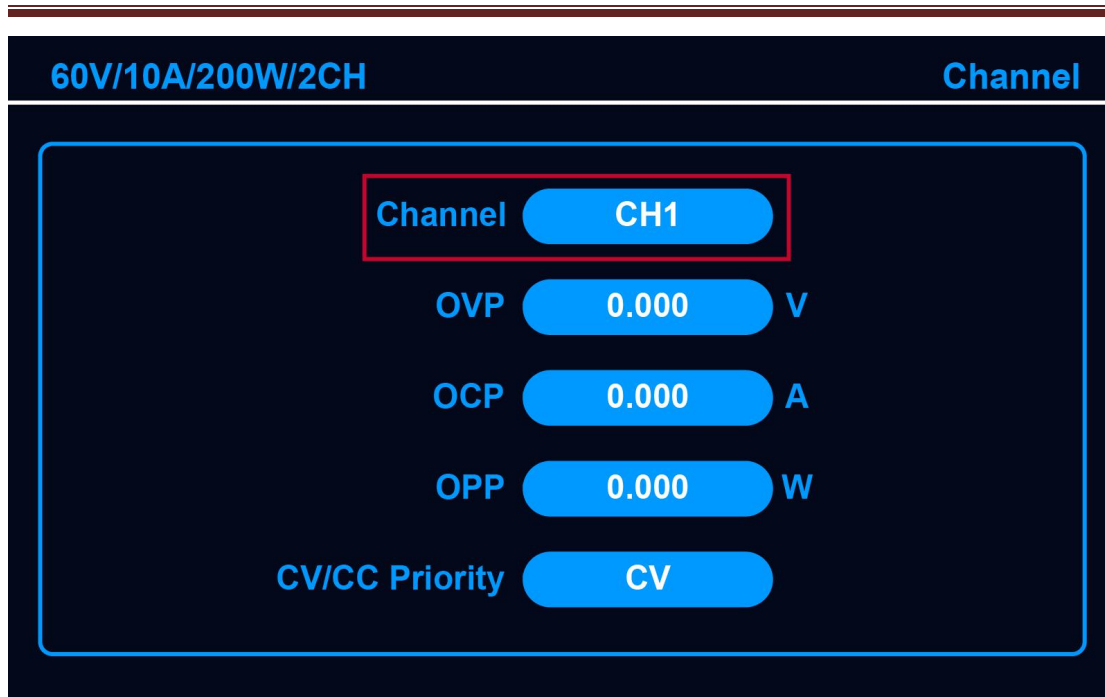 60V/10A/200W/2CH Channel
Channel CH1
OVP 0.000 V
OCP 0.000 A
OPP 0.000 W
CV/CC Priority CV